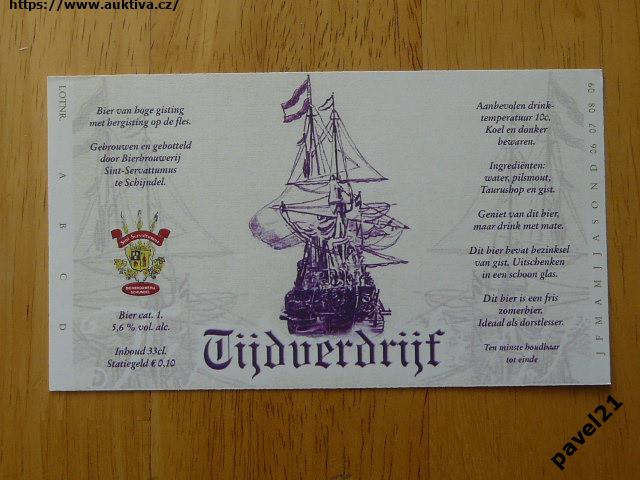 https://www.auktiva.cz/
LOTNR. A B C D
Bier van hoge gisting
met hergisting op de fles.
Gebrouwen en gebotteld
door Bierbrouwerij
Sint-Servattumus
te Schijndel.
Sint-Servattumus
BIERBROUWERIJ
SCHIJNDEL
Bier cat. 1.
5,6 % vol. alc.
Inhoud 33cl.
Statiegeld € 0,10
Tijdverdrijf
Aanbevolen drink-
temperatuur 10c.
Koel en donker
bewaren.
Ingrediënten:
water, pilsmout,
Taurushop en gist.
Geniet van dit bier,
maar drink met mate.
Dit bier bevat bezinksel
van gist. Uitschenken
in een schoon glas.
Dit bier is een fris
zomerbier.
Ideaal als dorstlesser.
Ten minste houdbaar
tot einde
J F M A M J J A S O N D 06 07 08 09
pavel21